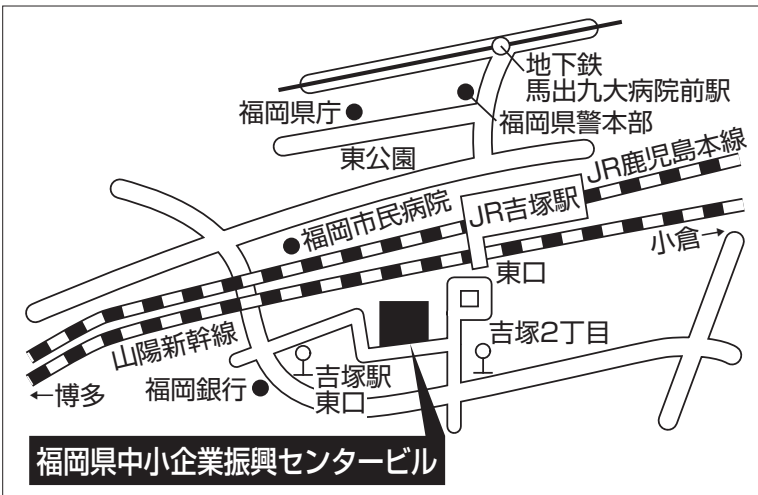 地下鉄
馬出九大病院前駅
福岡県庁
福岡県警本部
東公園
JR鹿児島本線
JR吉塚駅
福岡市民病院
小倉→
東口
山陽新幹線
吉塚2丁目
吉塚駅
東口
福岡銀行
←博多
福岡県中小企業振興センタービル